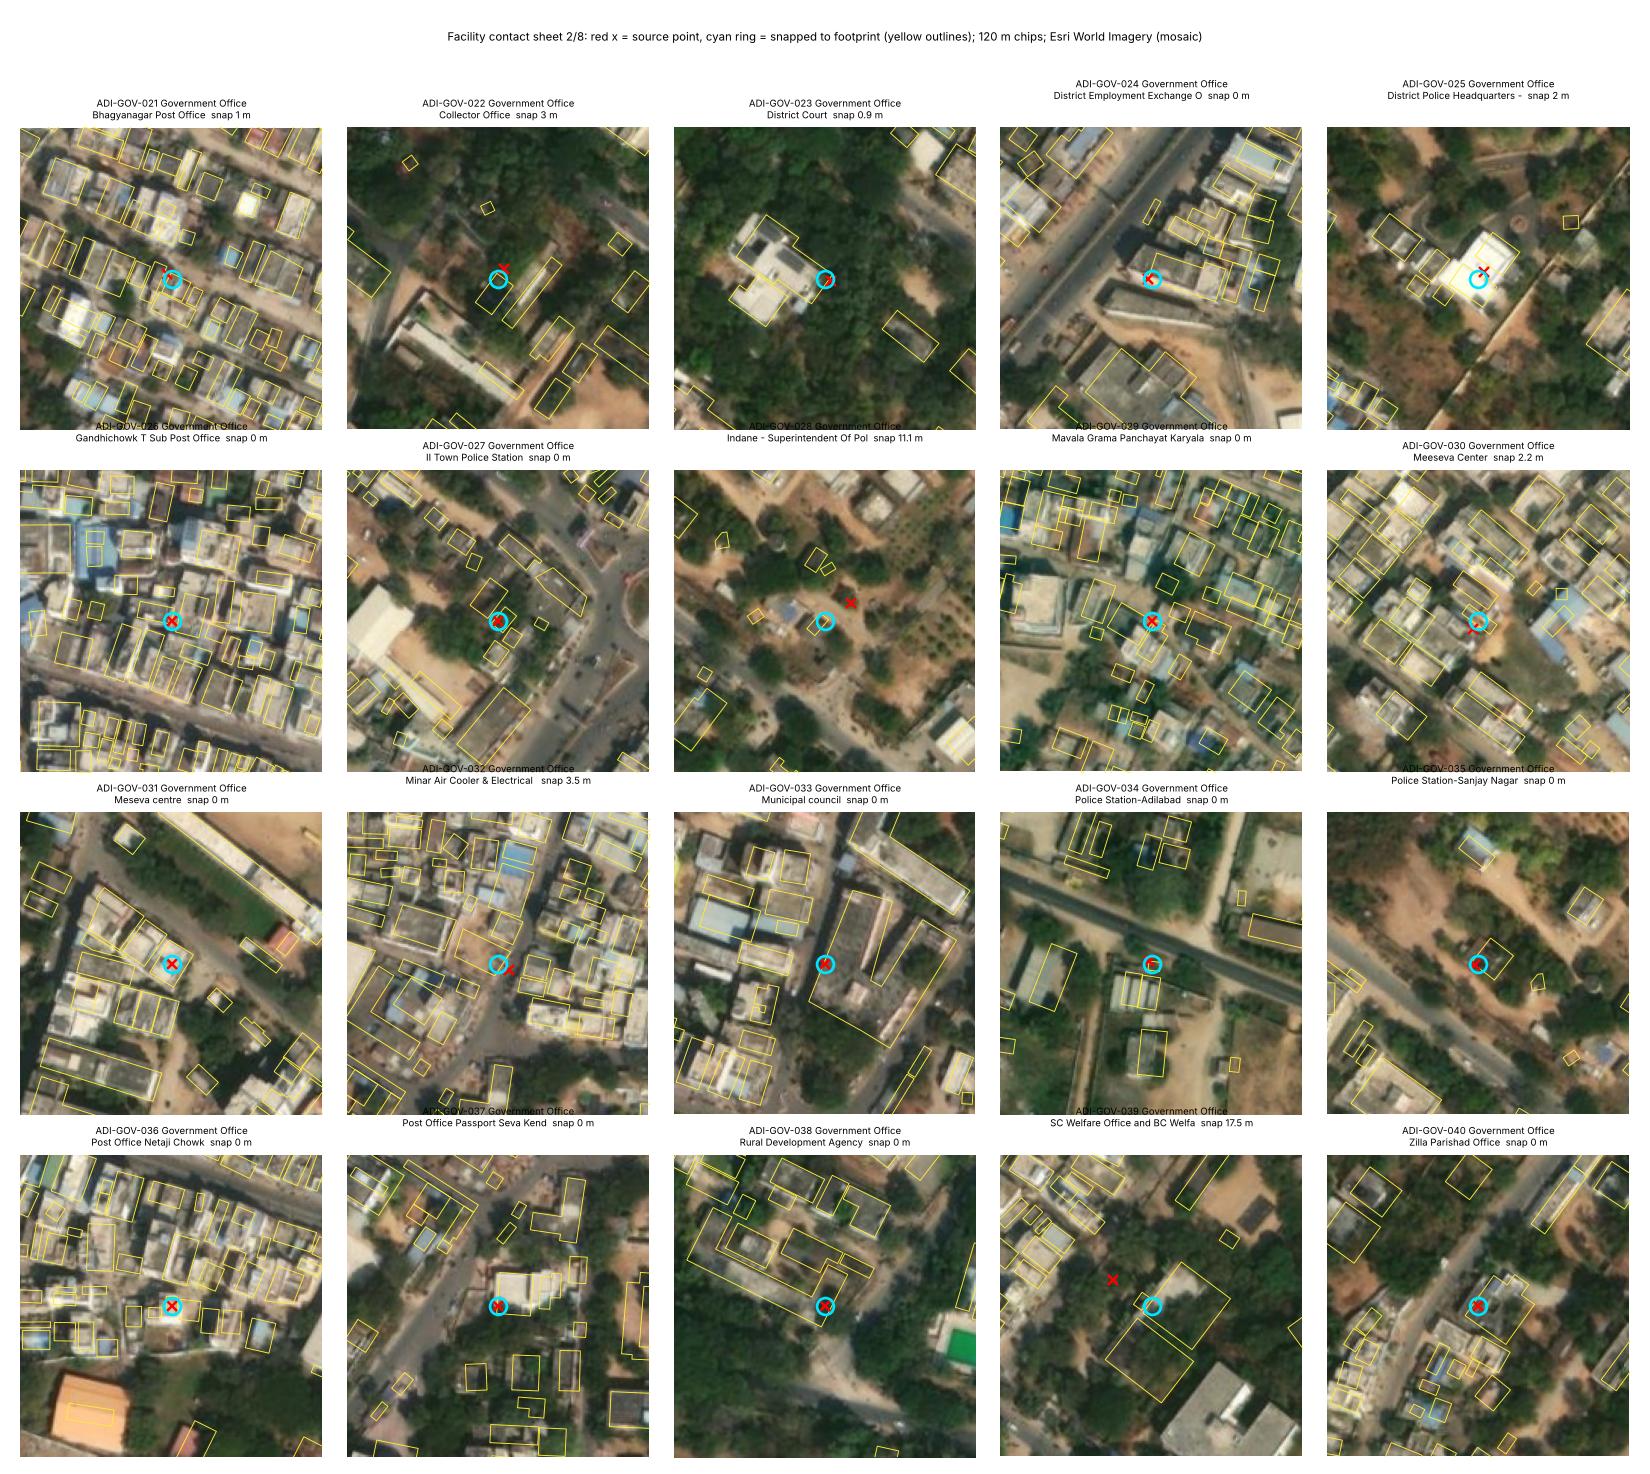 Facility contact sheet 2/8: red x = source point, cyan ring = snapped to footprint (yellow outlines); 120 m chips; Esri World Imagery (mosaic)
ADI-GOV-021 Government Office
Bhagyanagar Post Office snap 1 m
ADI-GOV-022 Government Office
Collector Office snap 3 m
ADI-GOV-023 Government Office
District Court snap 0.9 m
ADI-GOV-024 Government Office
District Employment Exchange O snap 0 m
ADI-GOV-025 Government Office
District Police Headquarters - snap 2 m
ADI-GOV-026 Government Office
Gandhichowk T Sub Post Office snap 0 m
ADI-GOV-027 Government Office
II Town Police Station snap 0 m
ADI-GOV-028 Government Office
Indane - Superintendent Of Pol snap 11.1 m
ADI-GOV-029 Government Office
Mavala Grama Panchayat Karyala snap 0 m
ADI-GOV-030 Government Office
Meeseva Center snap 2.2 m
ADI-GOV-031 Government Office
Meseva centre snap 0 m
ADI-GOV-032 Government Office
Minar Air Cooler & Electrical snap 3.5 m
ADI-GOV-033 Government Office
Municipal council snap 0 m
ADI-GOV-034 Government Office
Police Station-Adilabad snap 0 m
ADI-GOV-035 Government Office
Police Station-Sanjay Nagar snap 0 m
ADI-GOV-036 Government Office
Post Office Netaji Chowk snap 0 m
ADI-GOV-037 Government Office
Post Office Passport Seva Kend snap 0 m
ADI-GOV-038 Government Office
Rural Development Agency snap 0 m
ADI-GOV-039 Government Office
SC Welfare Office and BC Welfa snap 17.5 m
ADI-GOV-040 Government Office
Zilla Parishad Office snap 0 m